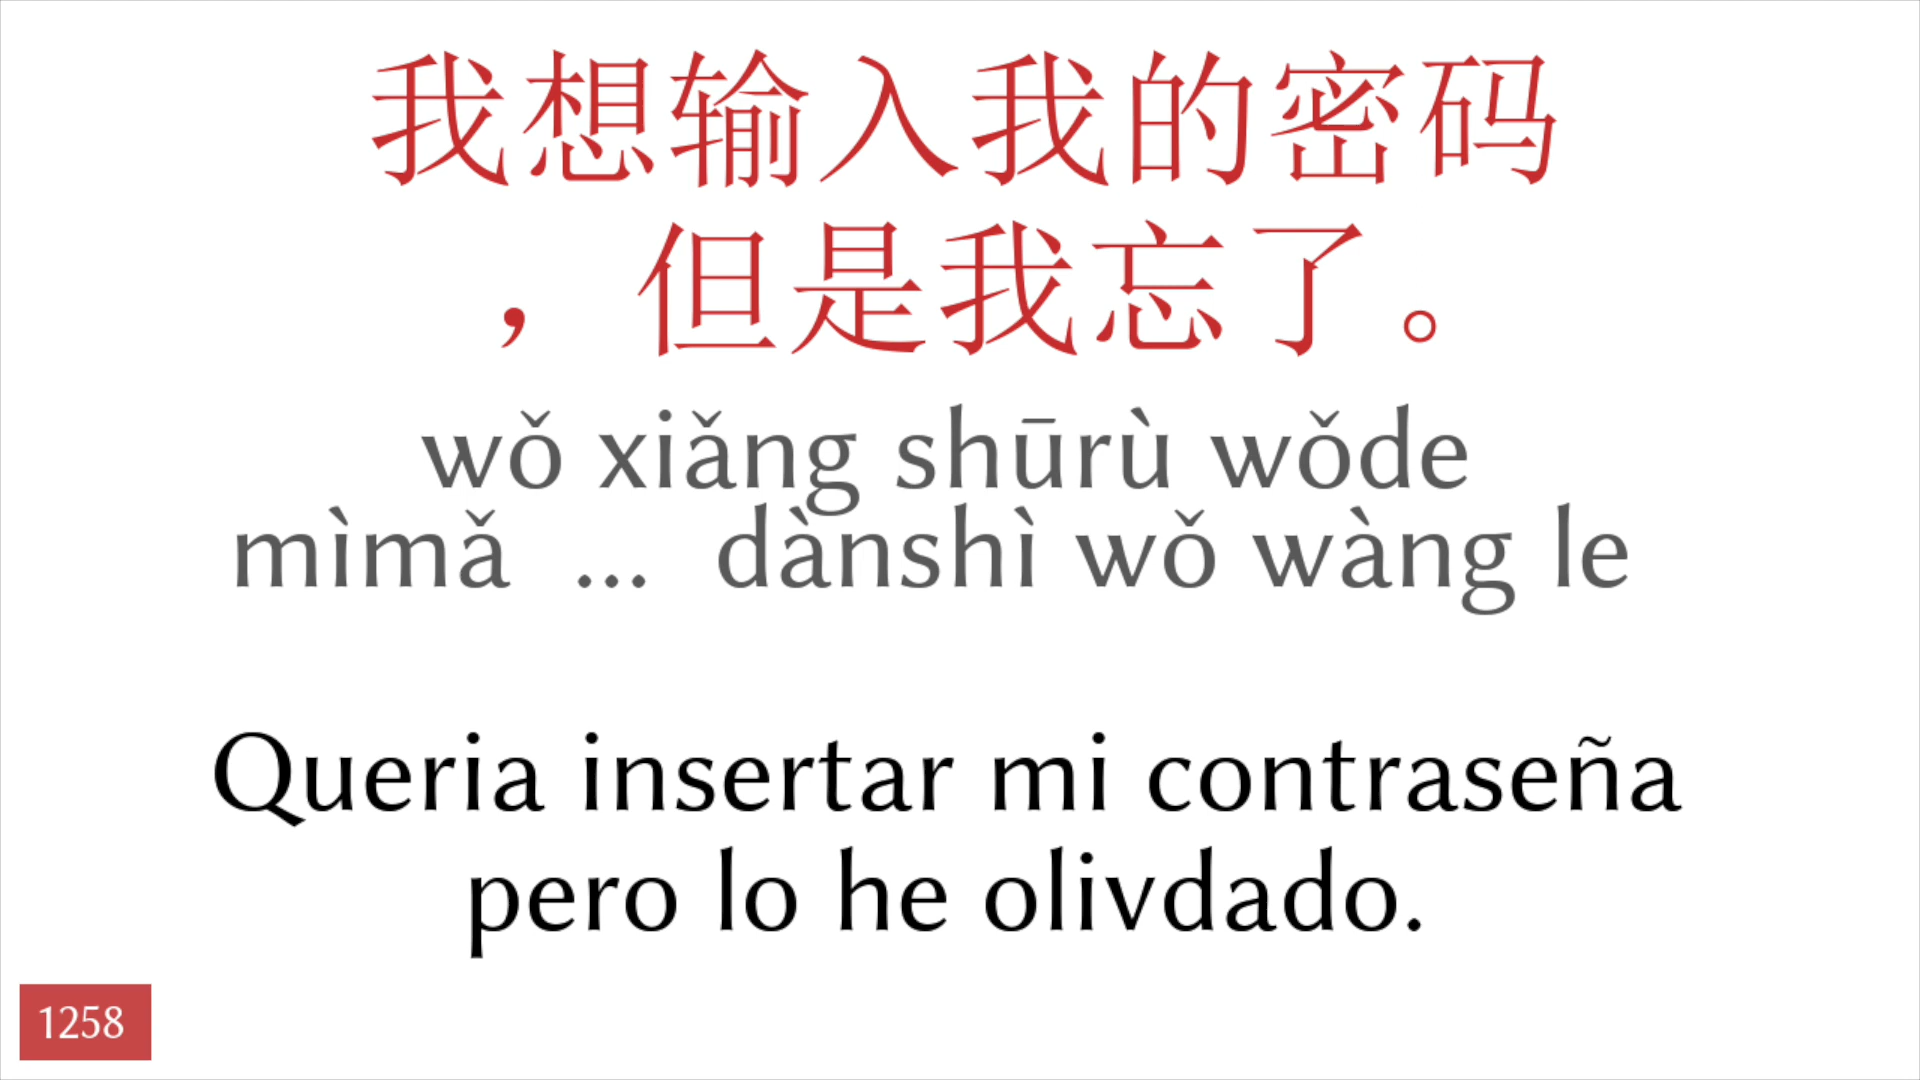 我想输入我的密码
，但是我忘了。
wǒ xiǎng shūrù wǒde
mìmǎ ... dànshì wǒ wàng le
Queria insertar mi contraseña
pero lo he olivdado.
1258